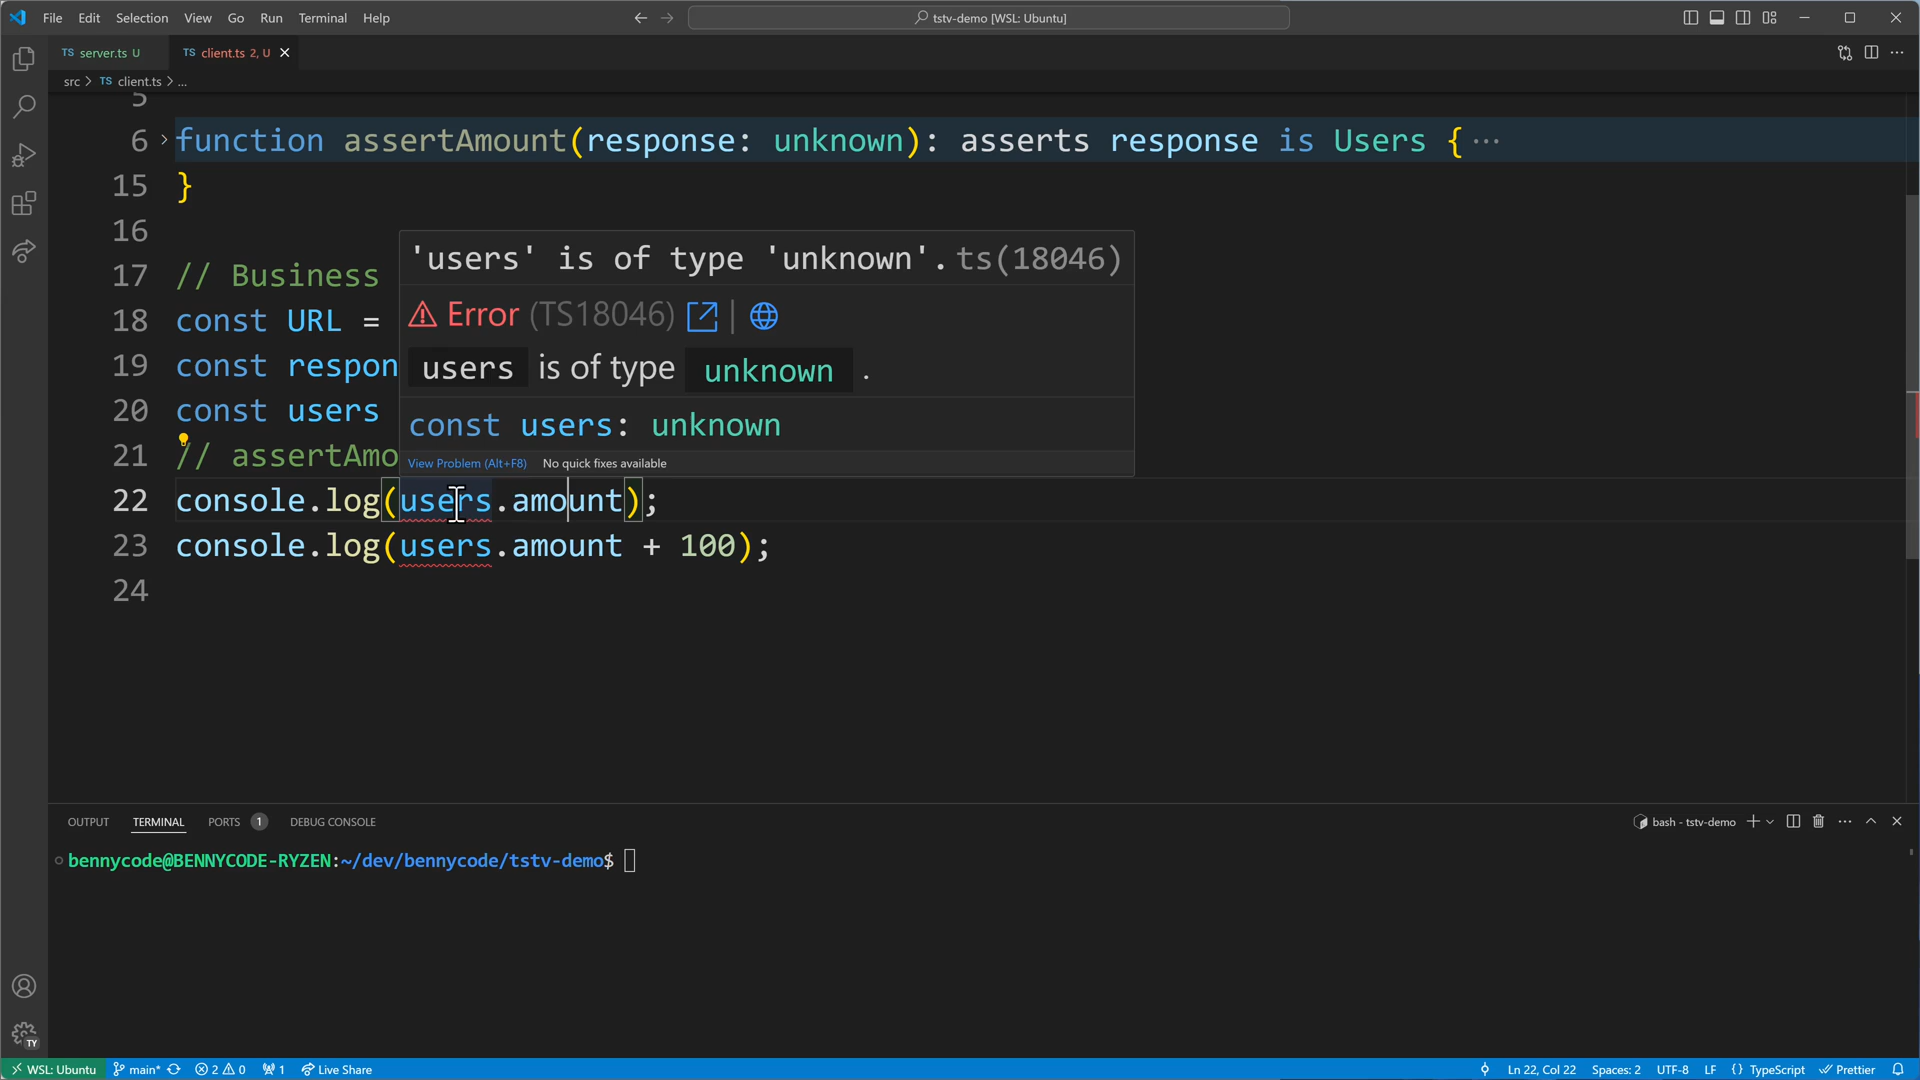 File Edit Selection View Go Run Terminal Help
tstv-demo [WSL: Ubuntu]
TS server.ts U
TS client.ts 2, U
src > TS client.ts > ...
5
6 function assertAmount(response: unknown): asserts response is Users { ...
15 }
16
17 // Business
18 const URL =
19 const respon
20 const users
21 // assertAmo
22 console.log(users.amount);
23 console.log(users.amount + 100);
24
'users' is of type 'unknown'. ts(18046)
Error (TS18046) |
users is of type unknown .
const users: unknown
View Problem (Alt+F8) No quick fixes available
OUTPUT TERMINAL PORTS 1 DEBUG CONSOLE
bash - tstv-demo
bennycode@BENNYCODE-RYZEN:~/dev/bennycode/tstv-demo$
TY
WSL: Ubuntu main* 2 0 1 Live Share
Ln 22, Col 22 Spaces: 2 UTF-8 LF {} TypeScript Prettier